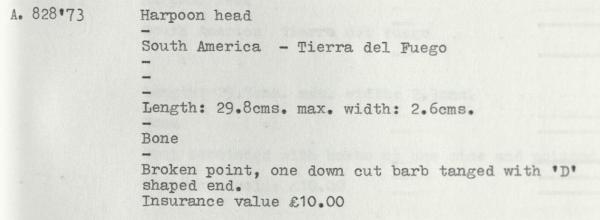 A. 828'73 Harpoon head
-
South America - Tierra del Fuego
-
-
-
Length: 29.8cms. max. width: 2.6cms.
-
Bone
-
Broken point, one down cut barb tanged with 'D'
shaped end.
Insurance value £10.00